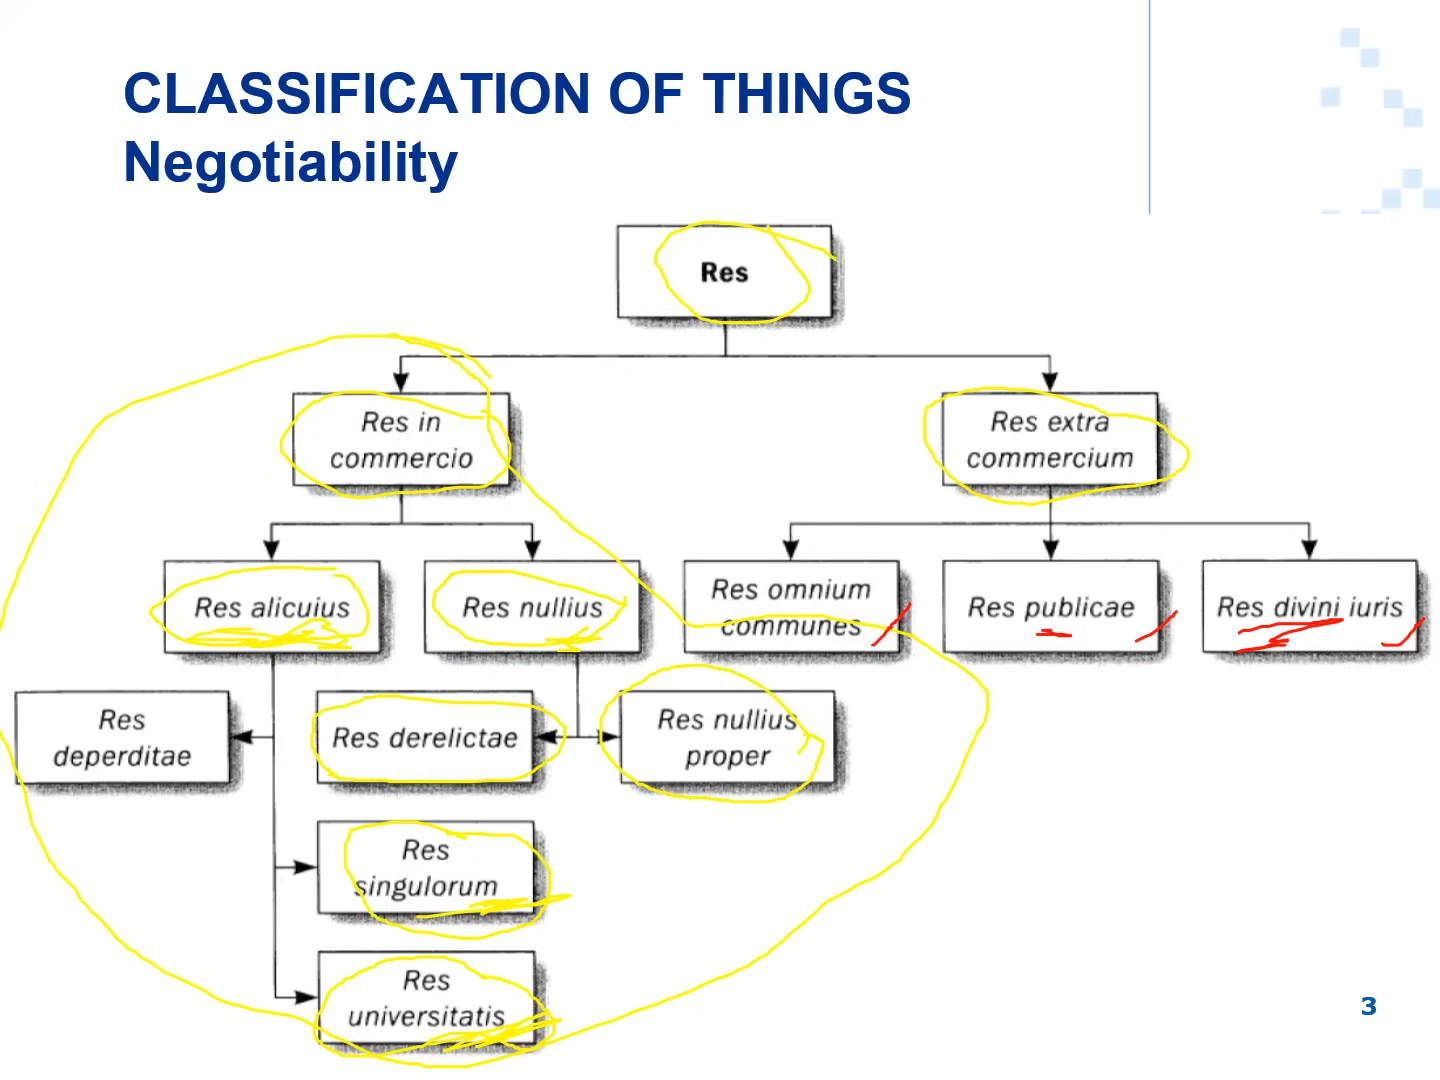 CLASSIFICATION OF THINGS
Negotiability
Res
Res in
commercio
Res extra
commercium
Res alicuius
Res nullius
Res omnium
communes
Res publicae
Res divini iuris
Res
deperditae
Res derelictae
Res nullius
proper
Res
singulorum
Res
universitatis
3